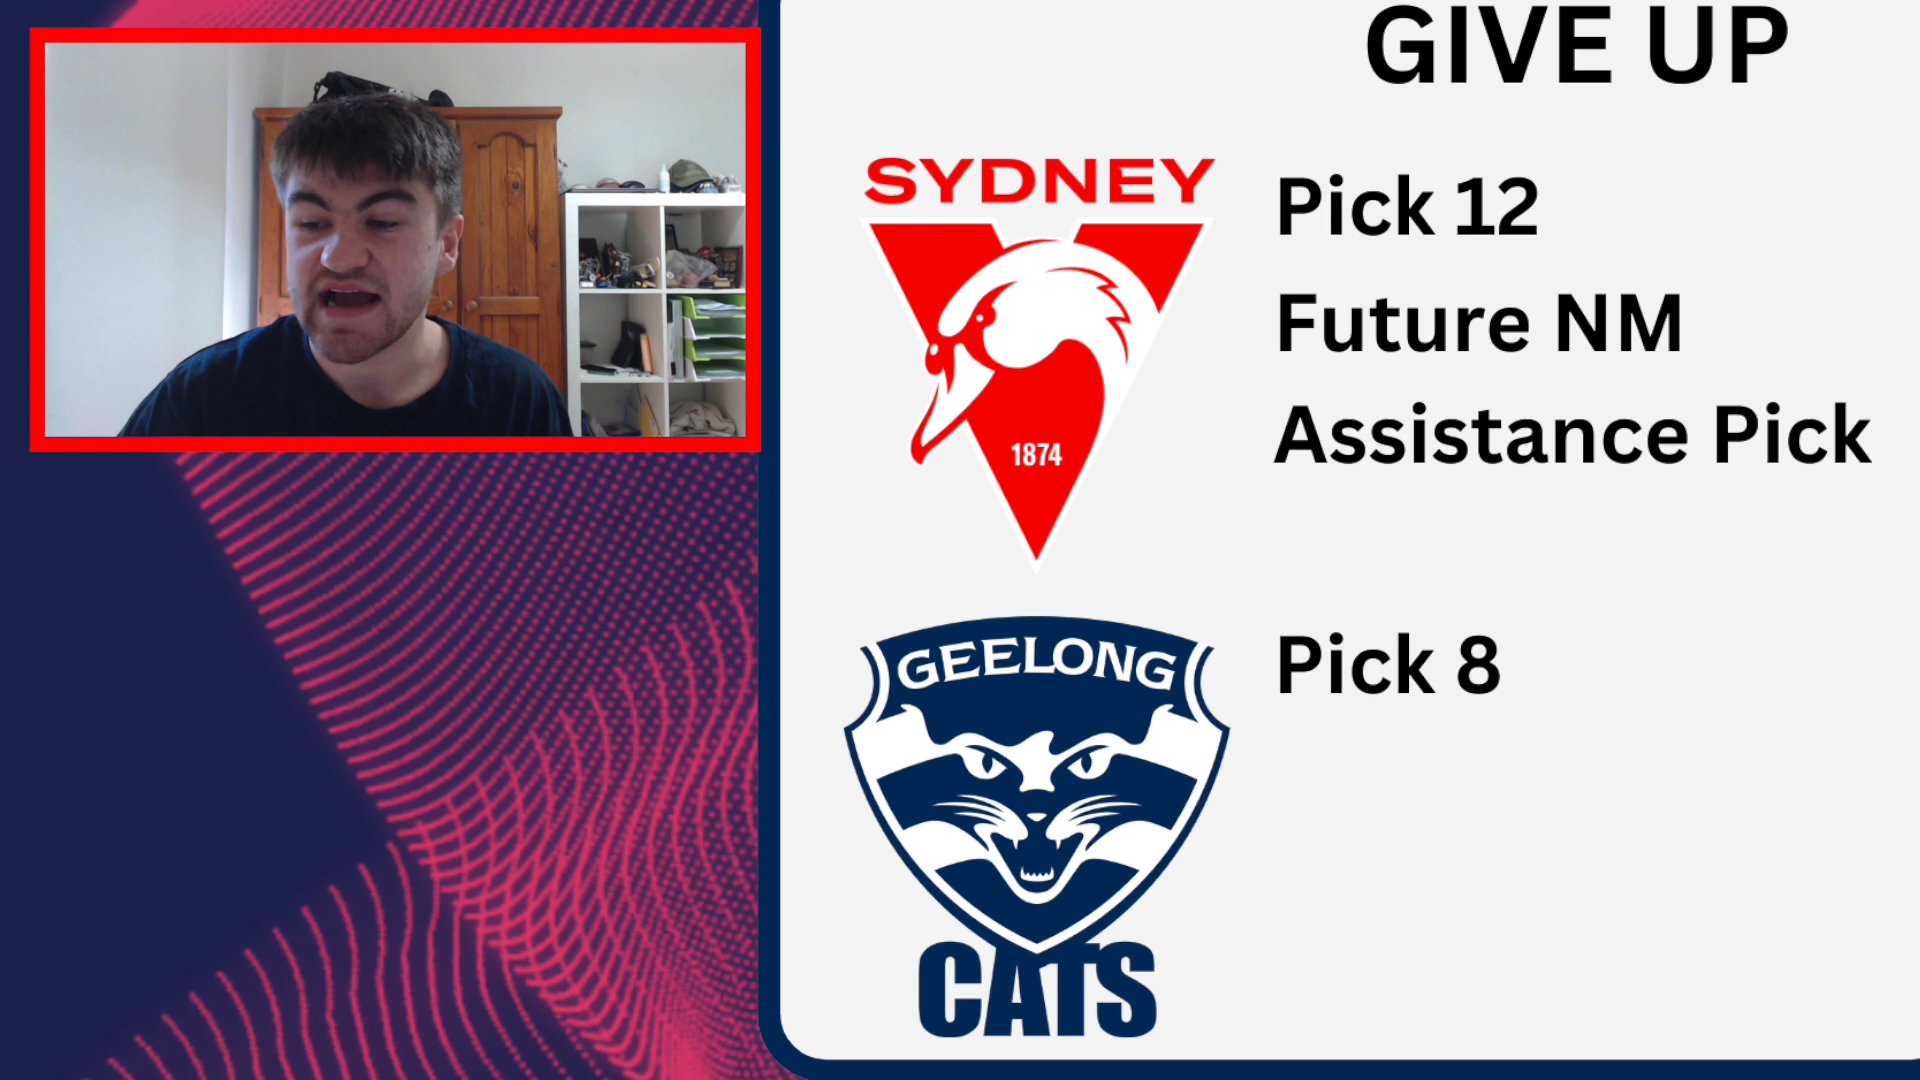 GIVE UP
SYDNEY
1874
Pick 12
Future NM
Assistance Pick
GEELONG
CATS
Pick 8